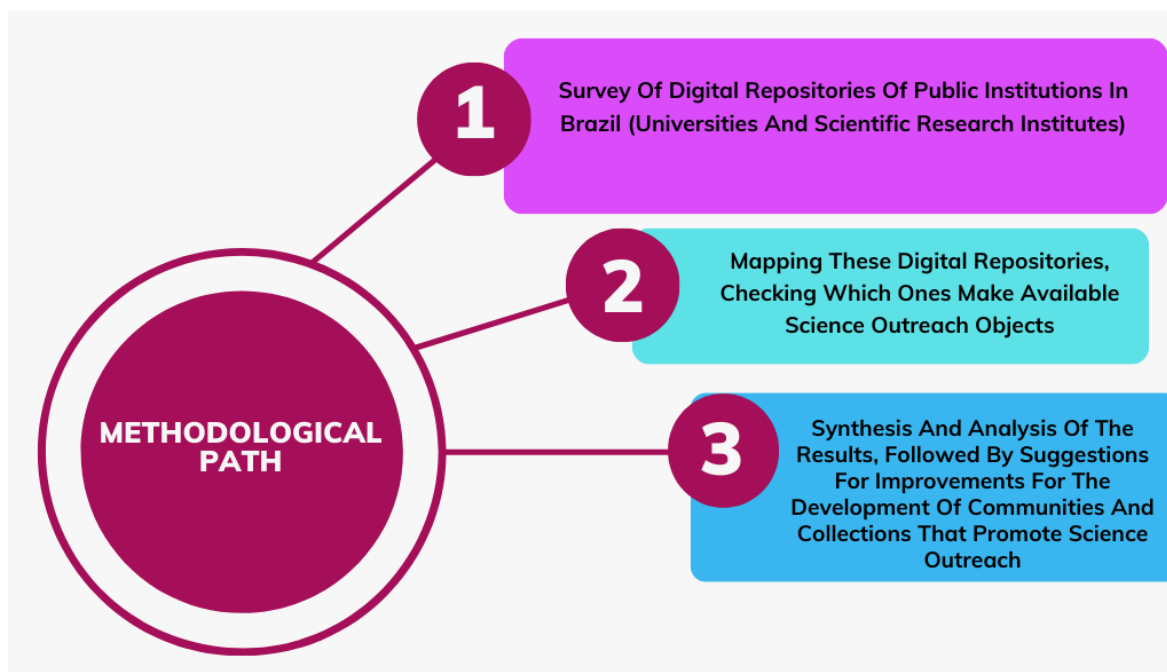 METHODOLOGICAL
PATH
1
Survey Of Digital Repositories Of Public Institutions In
Brazil (Universities And Scientific Research Institutes)
2
Mapping These Digital Repositories,
Checking Which Ones Make Available
Science Outreach Objects
3
Synthesis And Analysis Of The
Results, Followed By Suggestions
For Improvements For The
Development Of Communities And
Collections That Promote Science
Outreach